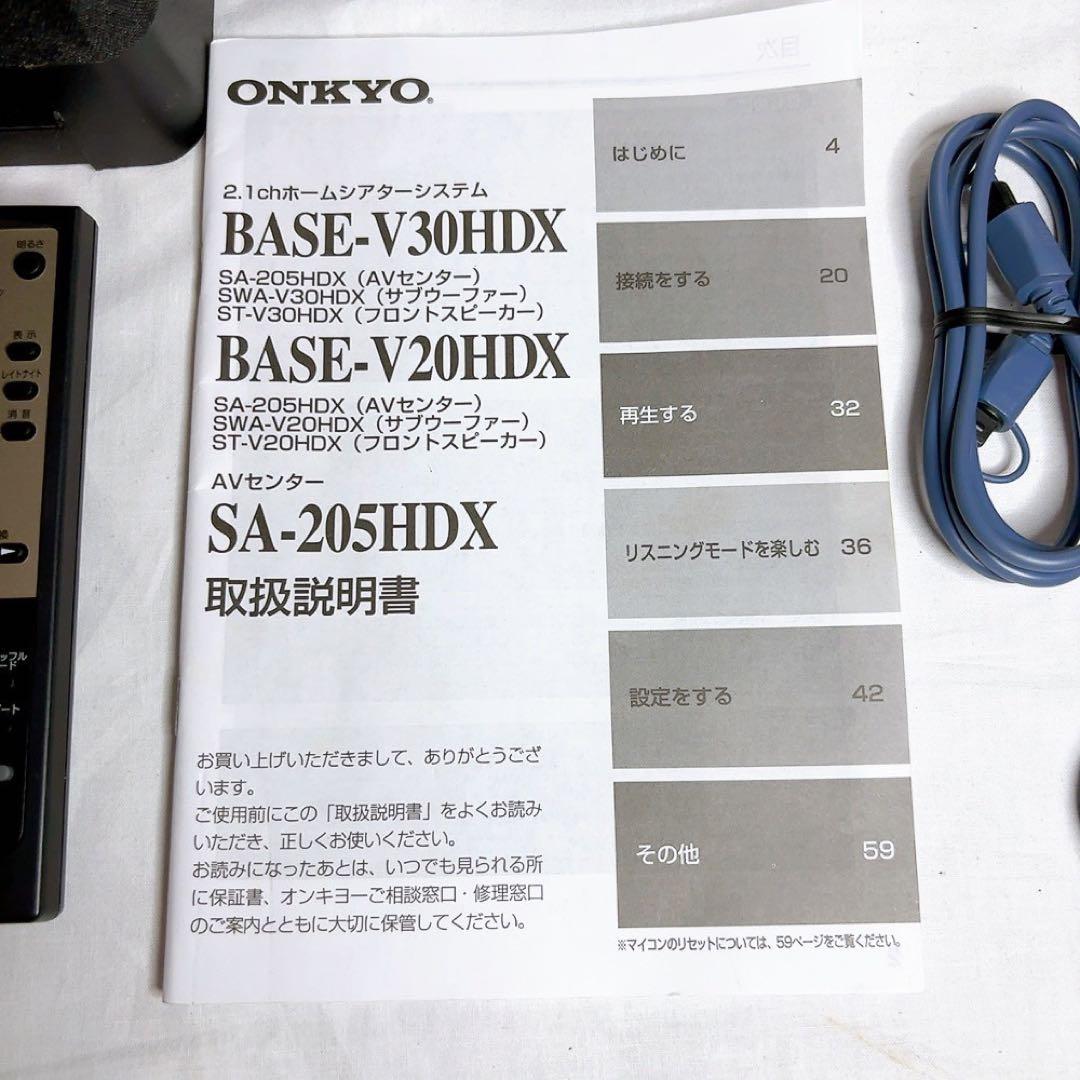 ONKYO®
2.1chホームシアターシステム
BASE-V30HDX
SA-205HDX（AVセンター）
SWA-V30HDX（サブウーファー）
ST-V30HDX（フロントスピーカー）
BASE-V20HDX
SA-205HDX（AVセンター）
SWA-V20HDX（サブウーファー）
ST-V20HDX（フロントスピーカー）
AVセンター
SA-205HDX
取扱説明書
お買い上げいただきまして、ありがとうござ
います。
ご使用前にこの「取扱説明書」をよくお読み
いただき、正しくお使いください。
お読みになったあとは、いつでも見られる所
に保証書、オンキヨーご相談窓口・修理窓口
のご案内とともに大切に保管してください。
はじめに 4
接続をする 20
再生する 32
リスニングモードを楽しむ 36
設定をする 42
その他 59
※マイコンのリセットについては、59ページをご覧ください。
明るさ
表示
レイトナイト
消音
換
ッフル
ード
ート
目次